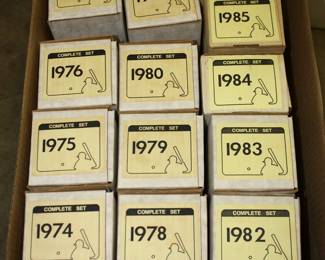 1985
COMPLETE SET
1976
COMPLETE SET
1980
COMPLETE SET
1984
COMPLETE SET
1975
COMPLETE SET
1979
COMPLETE SET
1983
COMPLETE SET
1974
COMPLETE SET
1978
COMPLETE SET
1982